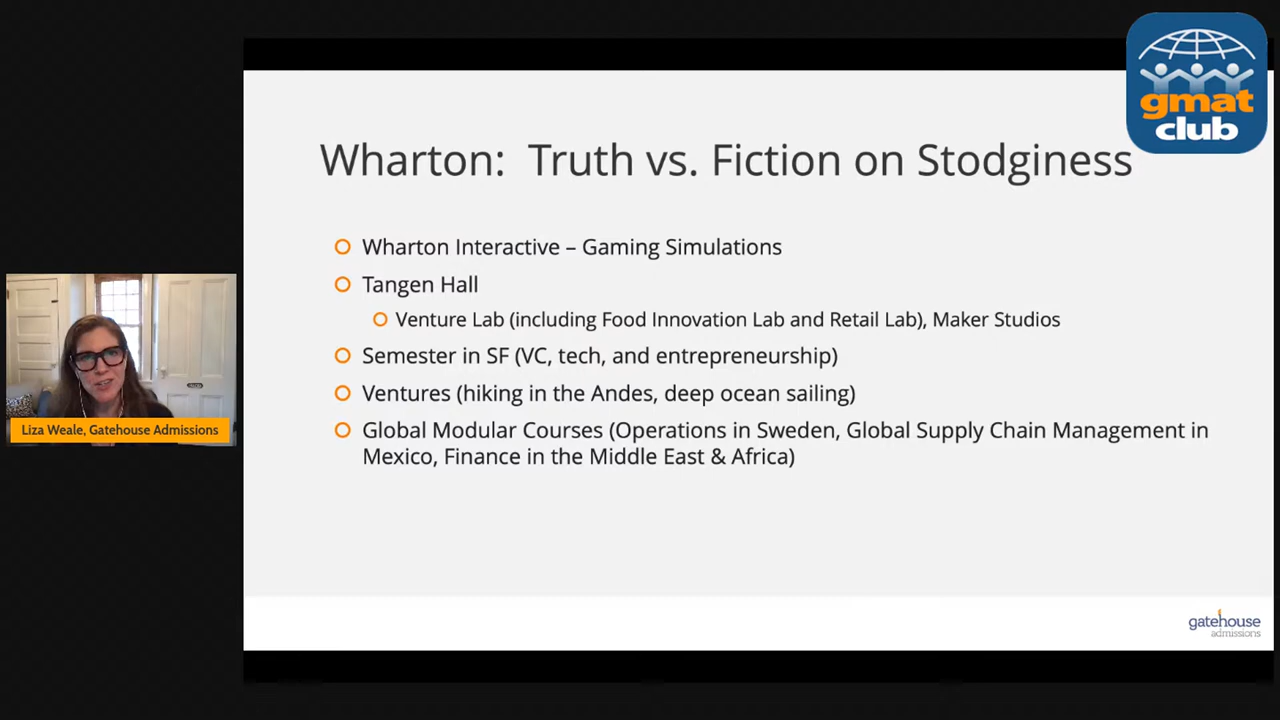 gmat
club
Wharton: Truth vs. Fiction on Stodginess
Wharton Interactive – Gaming Simulations
Tangen Hall
Venture Lab (including Food Innovation Lab and Retail Lab), Maker Studios
Semester in SF (VC, tech, and entrepreneurship)
Ventures (hiking in the Andes, deep ocean sailing)
Global Modular Courses (Operations in Sweden, Global Supply Chain Management in
Mexico, Finance in the Middle East & Africa)
Liza Weale, Gatehouse Admissions
gatehouse
admissions